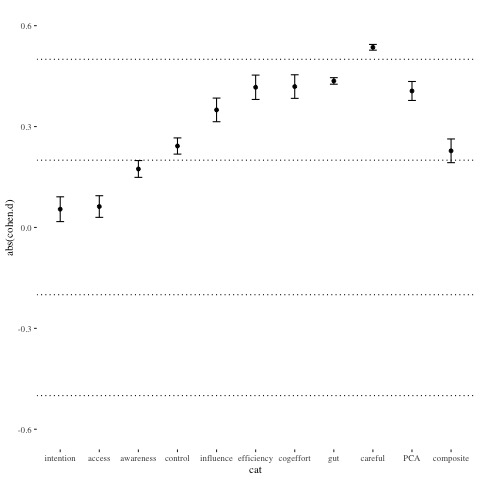 0.6
0.3
0.0
-0.3
-0.6
abs(cohen.d)
intention access awareness control influence efficiency cogeffort gut careful PCA composite
cat